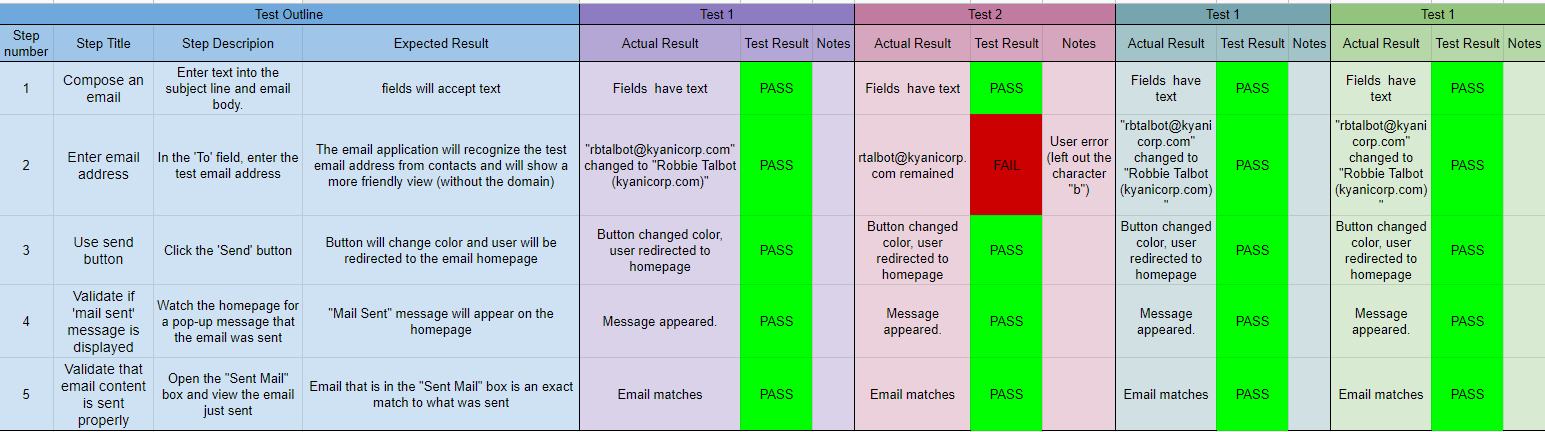 Test Outline
Test 1
Test 2
Test 1
Test 1
Step
number
Step Title
Step Descripion
Expected Result
Actual Result
Test Result
Notes
Actual Result
Test Result
Notes
Actual Result
Test Result
Notes
Actual Result
Test Result
Notes
1
Compose an
email
Enter text into the
subject line and email
body.
fields will accept text
Fields  have text
PASS
Fields  have text
PASS
Fields  have
text
PASS
Fields  have
text
PASS
2
Enter email
address
In the 'To' field, enter the
test email address
The email application will recognize the test
email address from contacts and will show a
more friendly view (without the domain)
"rbtalbot@kyanicorp.com"
changed to "Robbie Talbot
(kyanicorp.com)"
PASS
rtalbot@kyanicorp.
com remained
FAIL
User error
(left out the
character
"b")
"rbtalbot@kyani
corp.com"
changed to
"Robbie Talbot
(kyanicorp.com)
"
PASS
"rbtalbot@kyani
corp.com"
changed to
"Robbie Talbot
(kyanicorp.com)
"
PASS
3
Use send
button
Click the 'Send' button
Button will change color and user will be
redirected to the email homepage
Button changed color,
user redirected to
homepage
PASS
Button changed
color, user
redirected to
homepage
PASS
Button changed
color, user
redirected to
homepage
PASS
Button changed
color, user
redirected to
homepage
PASS
4
Validate if
'mail sent'
message is
displayed
Watch the homepage for
a pop-up message that
the email was sent
"Mail Sent" message will appear on the
homepage
Message appeared.
PASS
Message
appeared.
PASS
Message
appeared.
PASS
Message
appeared.
PASS
5
Validate that
email content
is sent
properly
Open the "Sent Mail"
box and view the email
just sent
Email that is in the "Sent Mail" box is an exact
match to what was sent
Email matches
PASS
Email matches
PASS
Email matches
PASS
Email matches
PASS